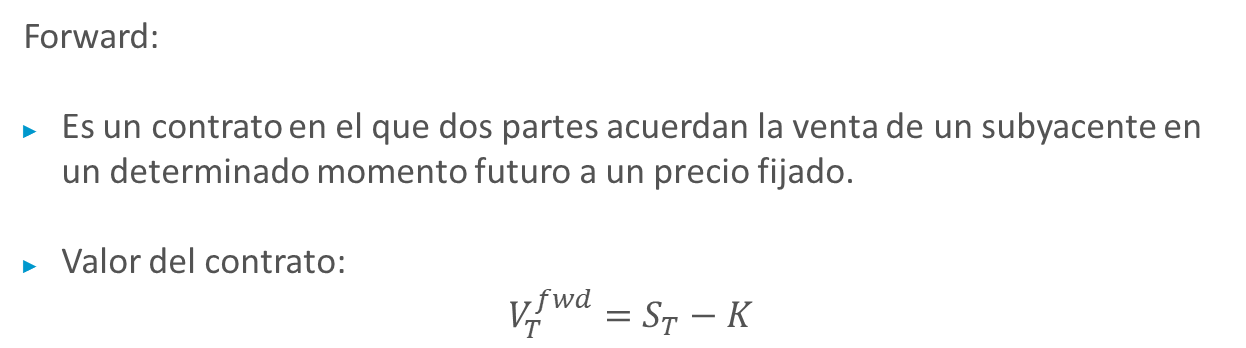 Forward:
► Es un contrato en el que dos partes acuerdan la venta de un subyacente en
un determinado momento futuro a un precio fijado.
► Valor del contrato:
$V_T^{fwd} = S_T - K$